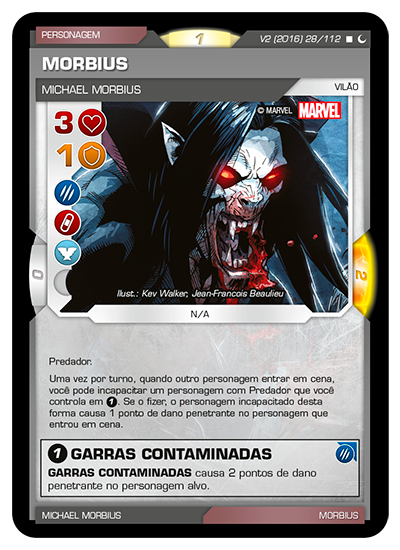 PERSONAGEM
1
V2 (2016) 28/112
MORBIUS
MICHAEL MORBIUS
VILÃO
© MARVEL MARVEL
3
1
0
2
Illust.: Kev Walker, Jean-Francois Beaulieu
N/A
Predador.
Uma vez por turno, quando outro personagem entrar em cena,
você pode incapacitar um personagem com Predador que você
controla em 1. Se o fizer, o personagem incapacitado desta
forma causa 1 ponto de dano penetrante no personagem que
entrou em cena.
1 GARRAS CONTAMINADAS
GARRAS CONTAMINADAS causa 2 pontos de dano
penetrante no personagem alvo.
MICHAEL MORBIUS
MORBIUS